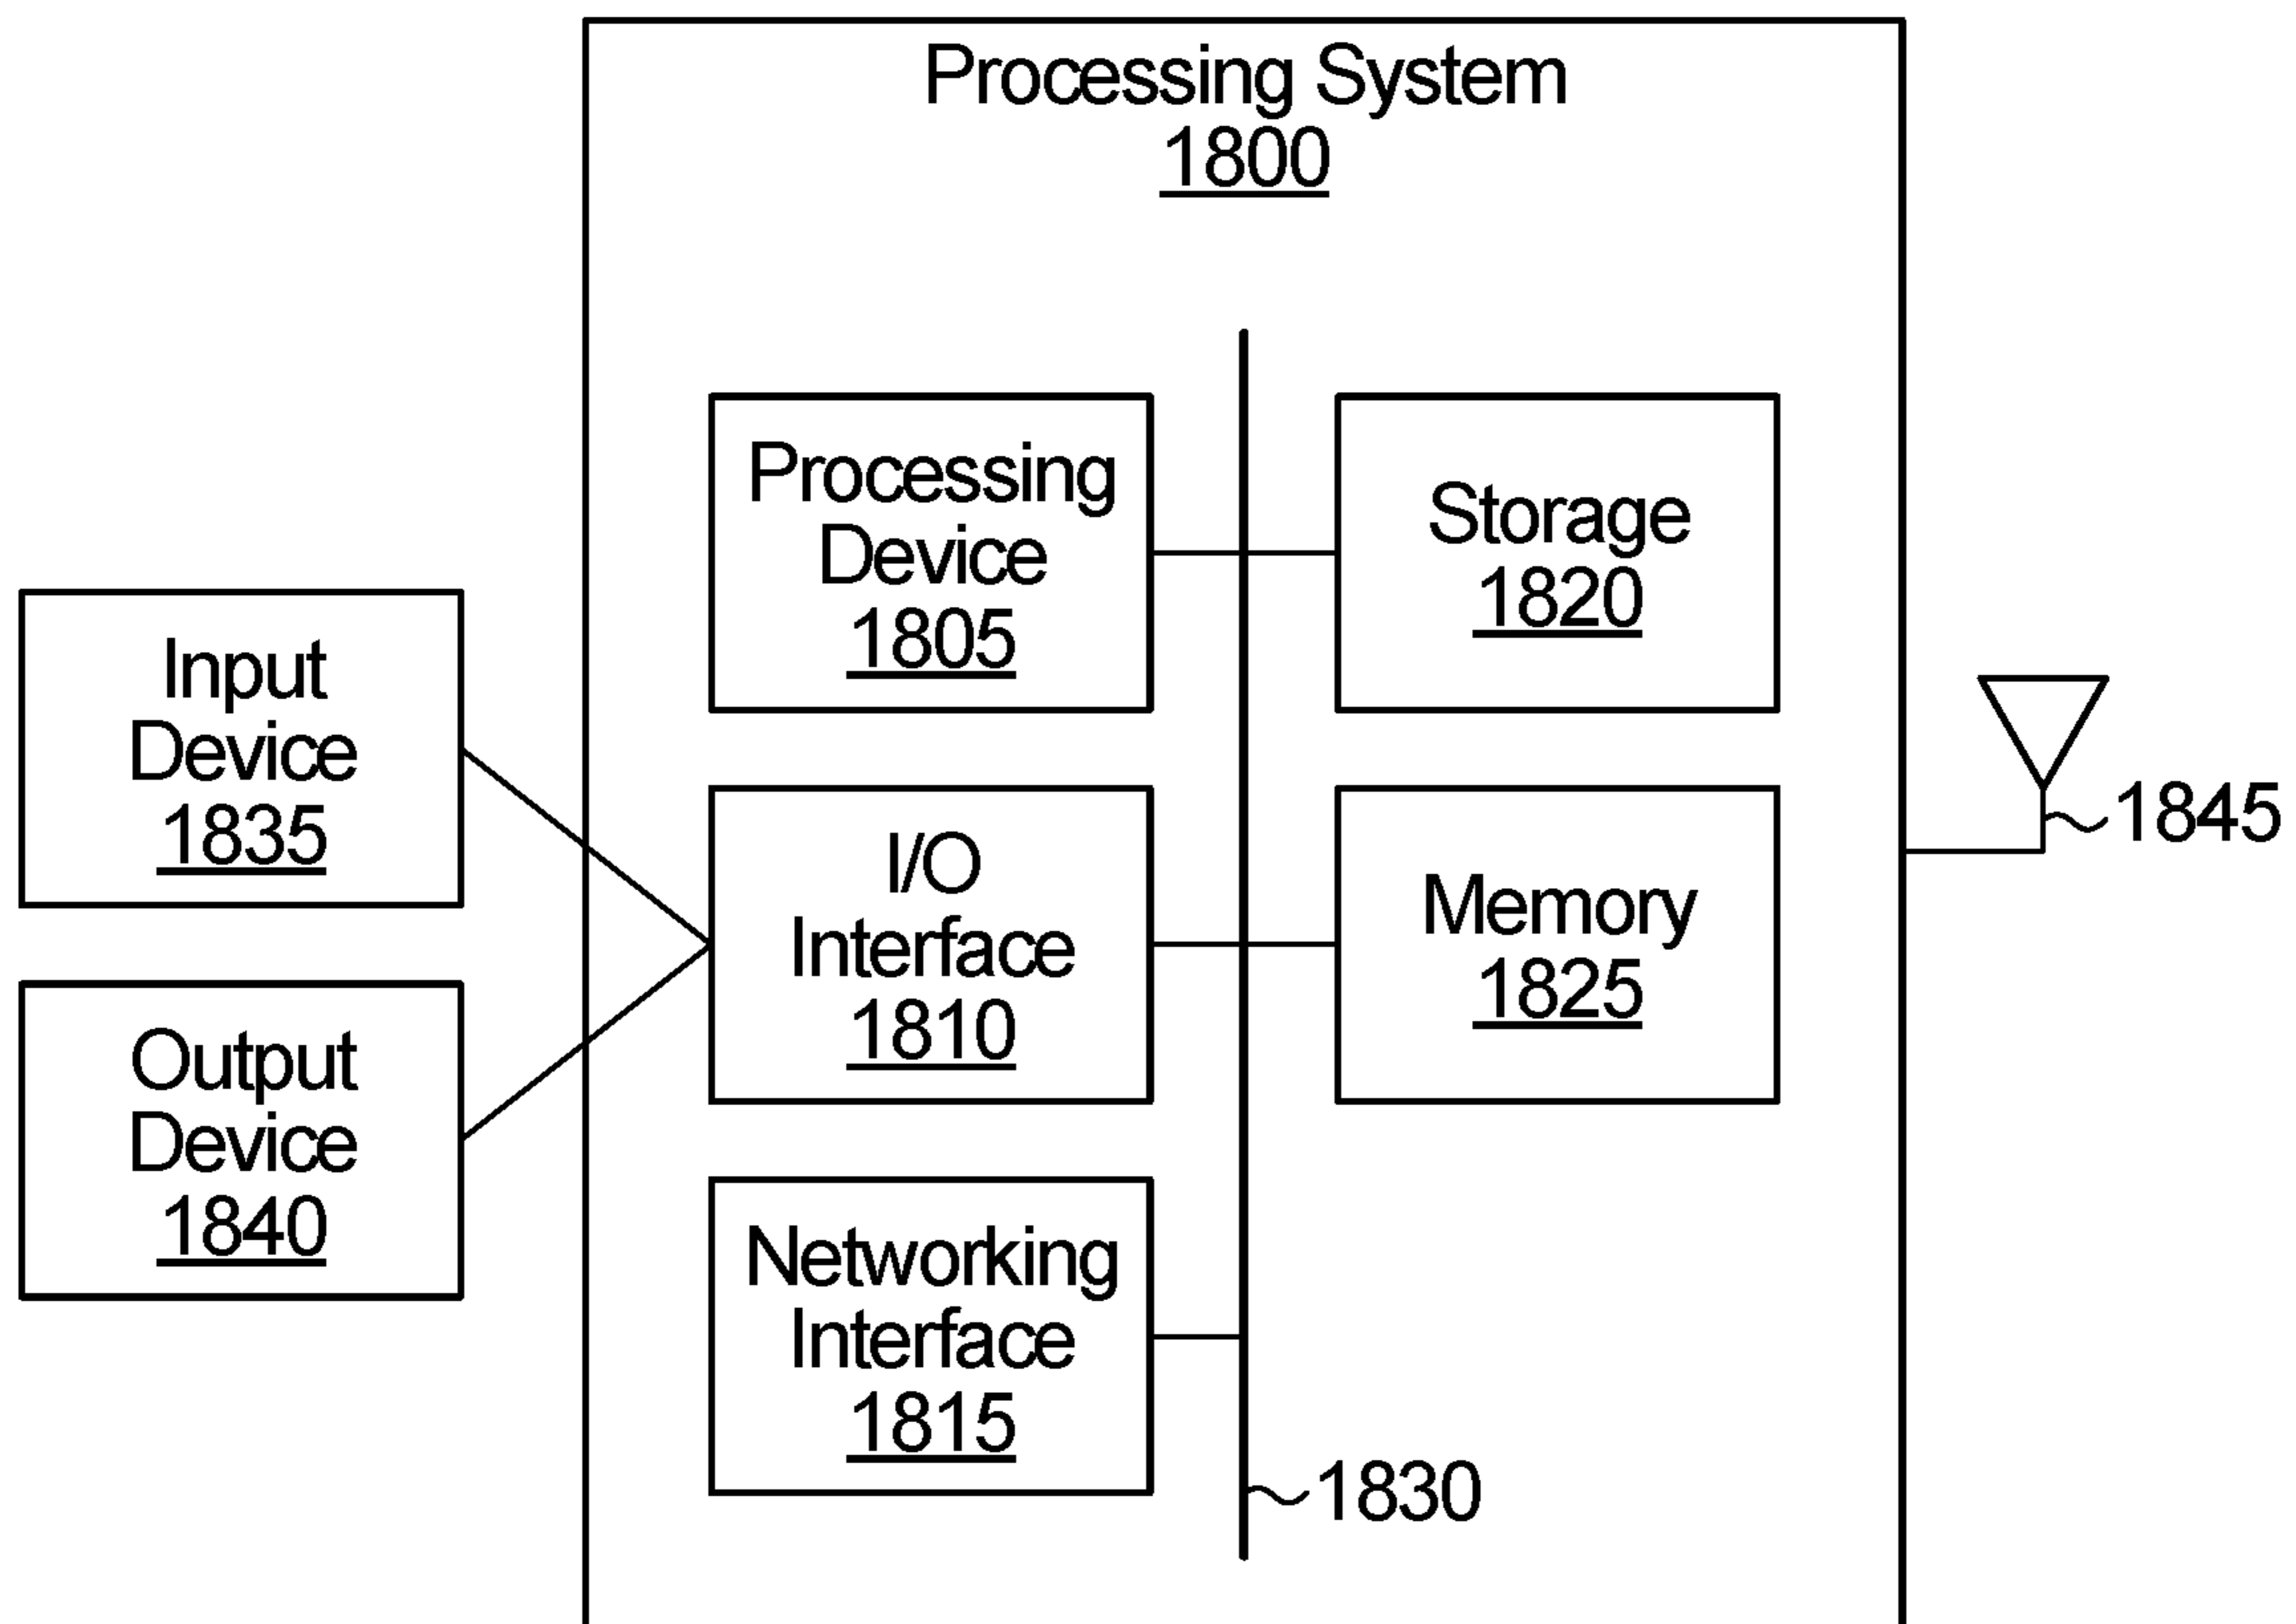 Processing System
1800
Processing
Device
1805
Storage
1820
Input
Device
1835
I/O
Interface
1810
Memory
1825
1845
Output
Device
1840
Networking
Interface
1815
1830